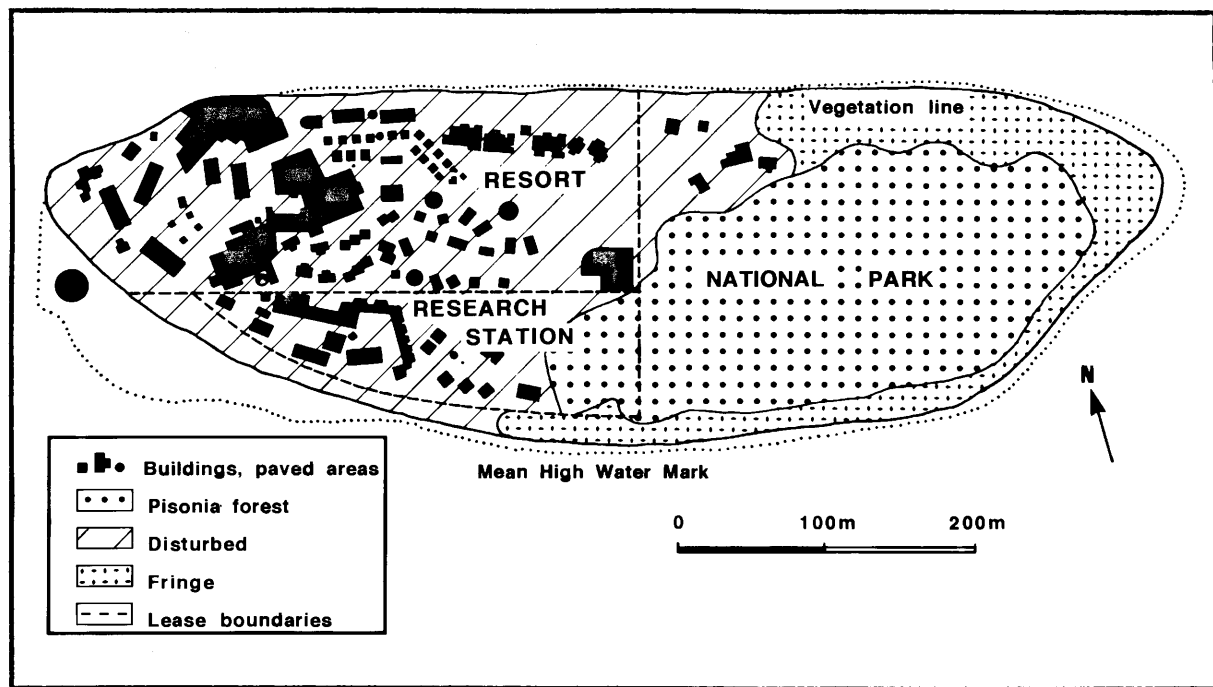 Vegetation line
RESORT
NATIONAL PARK
RESEARCH
STATION
N
Mean High Water Mark
Buildings, paved areas
Pisonia forest
Disturbed
Fringe
Lease boundaries
0 100m 200m